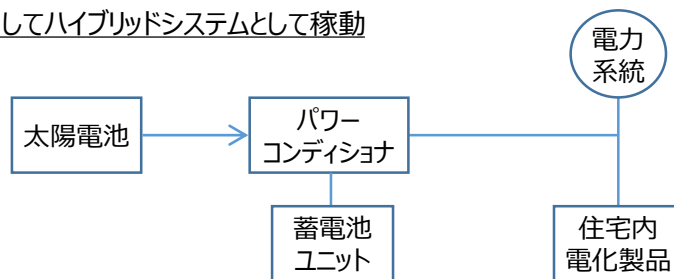 してハイブリッドシステムとして稼動
電力
系統
太陽電池
パワー
コンディショナ
蓄電池
ユニット
住宅内
電化製品